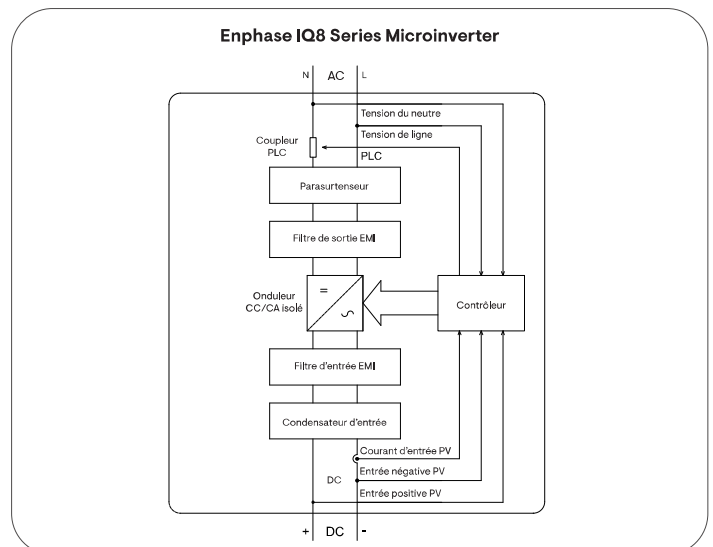 Enphase IQ8 Series Microinverter
N AC L
Tension du neutre
Tension de ligne
Coupleur
PLC
PLC
Parasurtenseur
Filtre de sortie EMI
Onduleur
CC/CA isolé
=
∿
Contrôleur
Filtre d'entrée EMI
Condensateur d'entrée
Courant d'entrée PV
DC
Entrée négative PV
Entrée positive PV
+ DC -